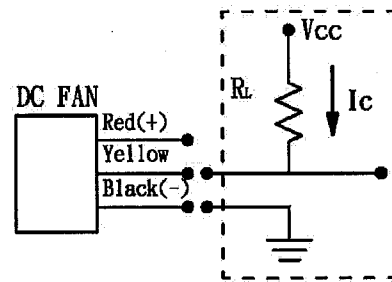 Vcc
RL
Ic
DC FAN
Red(+)
Yellow
Black(-)